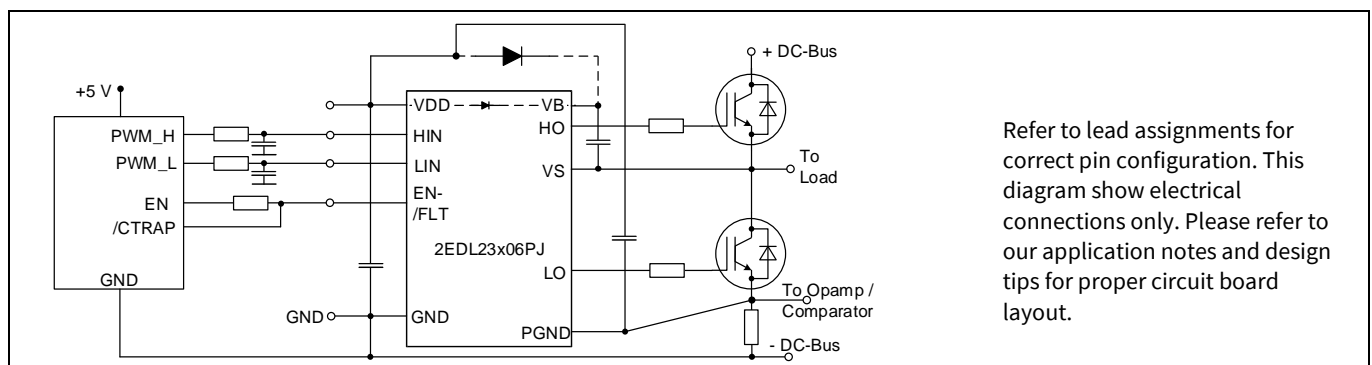 + DC-Bus
+5 V
VDD
VB
PWM_H
HIN
HO
PWM_L
LIN
VS
To
Load
EN
EN-
/FLT
/CTRAP
2EDL23x06PJ
LO
GND
To Opamp /
Comparator
GND
GND
PGND
- DC-Bus
Refer to lead assignments for
correct pin configuration. This
diagram show electrical
connections only. Please refer to
our application notes and design
tips for proper circuit board
layout.